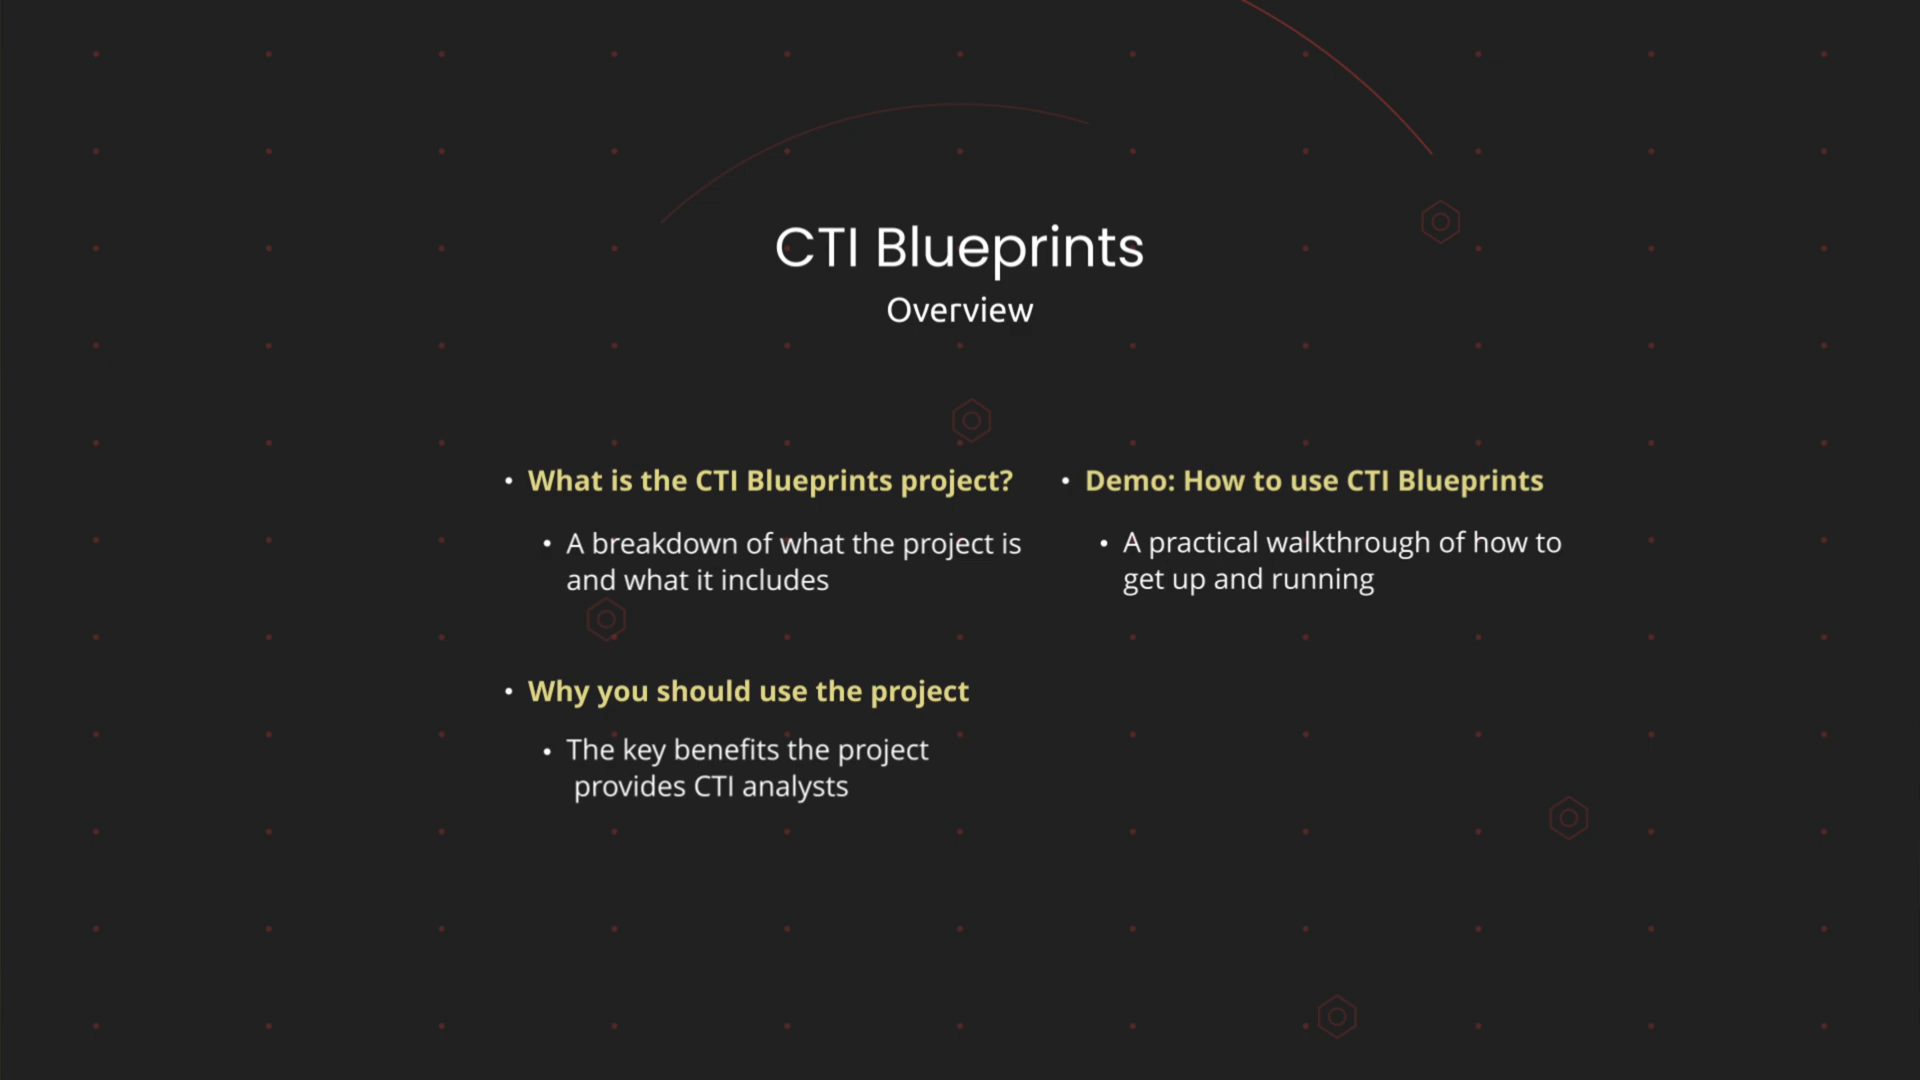 CTI Blueprints
Overview
• What is the CTI Blueprints project?
• A breakdown of what the project is
and what it includes
• Why you should use the project
• The key benefits the project
provides CTI analysts
• Demo: How to use CTI Blueprints
• A practical walkthrough of how to
get up and running